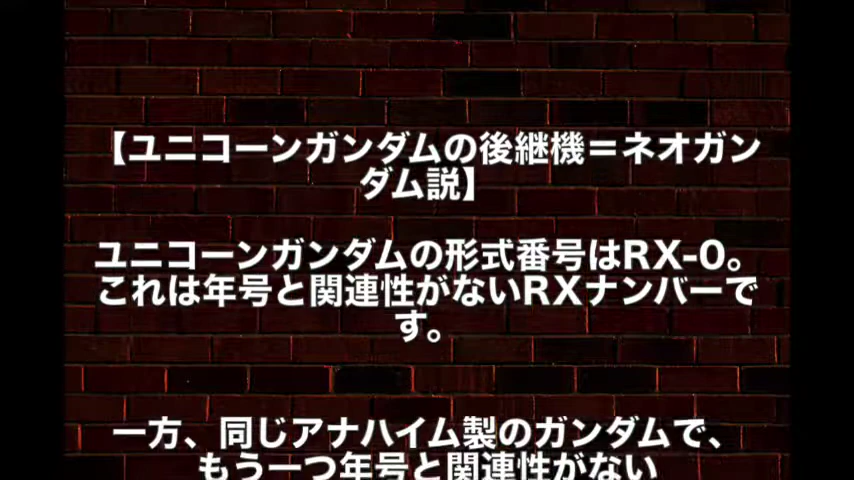 【ユニコーンガンダムの後継機＝ネオガン
ダム説】
ユニコーンガンダムの形式番号はRX-0。
これは年号と関連性がないRXナンバーで
す。
一方、同じアナハイム製のガンダムで、
もう一つ年号と関連性がない